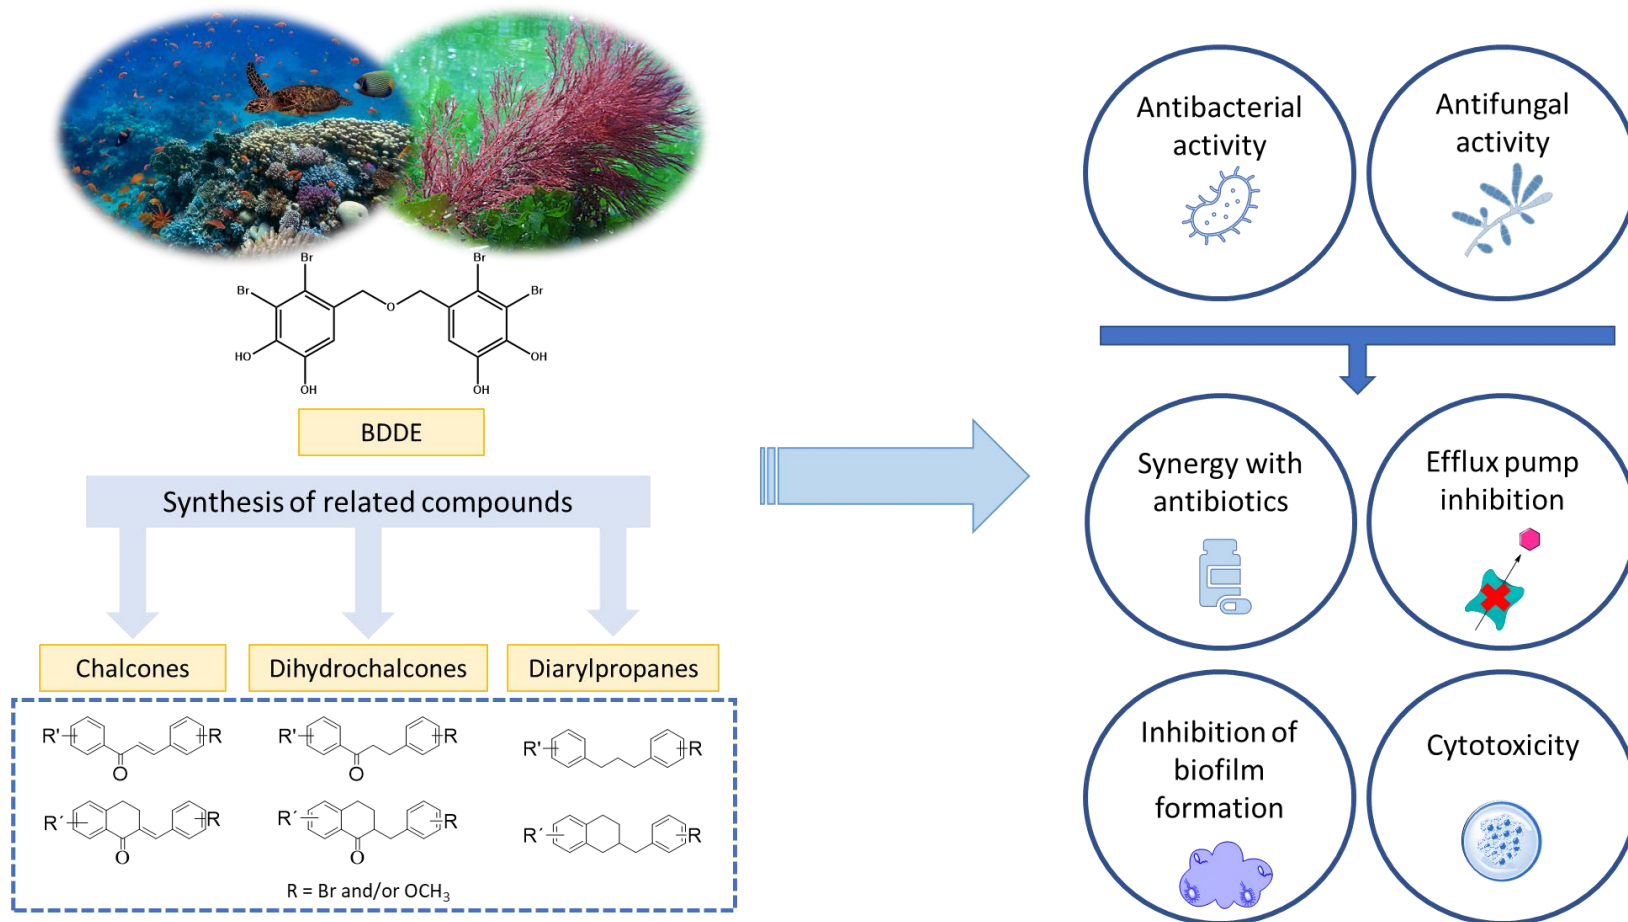 Br
Br
Br
Br
O
HO
OH
OH
OH
BDDE
Synthesis of related compounds
Chalcones
Dihydrochalcones
Diarylpropanes
R'
R
O
R'
R
O
R'
R
R´
R
O
R´
R
O
R´
R
R = Br and/or OCH₃
Antibacterial
activity
Antifungal
activity
Synergy with
antibiotics
Efflux pump
inhibition
Inhibition of
biofilm
formation
Cytotoxicity